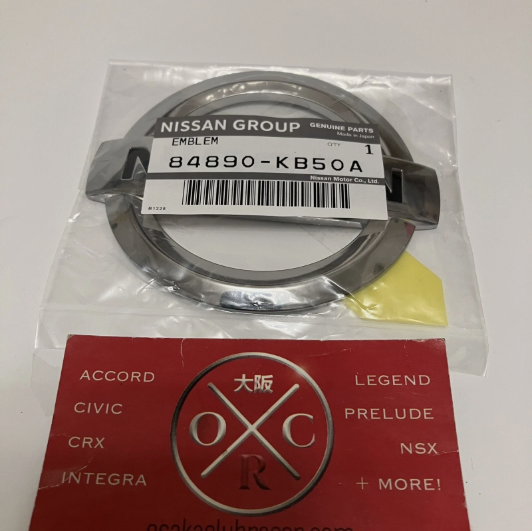 NISSAN GROUP GENUINE PARTS
Made in Japan
EMBLEM QTY 1
84890-KB50A
Nissan Motor Co., Ltd.
ACCORD
CIVIC
CRX
INTEGRA
大阪
O C
R
LEGEND
PRELUDE
NSX
+ MORE!